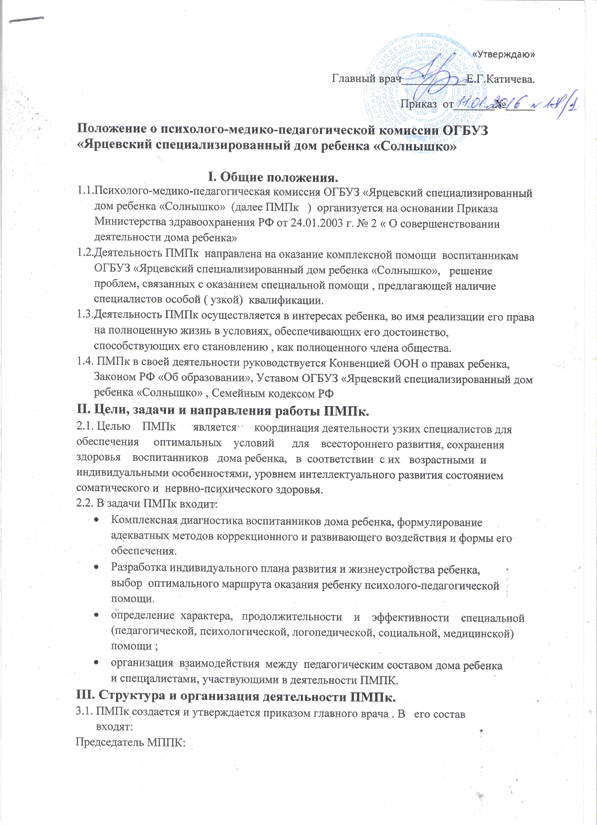 «Утверждаю»
Главный врач____________Е.Г.Катичева.
Приказ от 11.01.2016 № 18/1
Положение о психолого-медико-педагогической комиссии ОГБУЗ
«Ярцевский специализированный дом ребенка «Солнышко»
I. Общие положения.
1.1.Психолого-медико-педагогическая комиссия ОГБУЗ «Ярцевский специализированный
дом ребенка «Солнышко» (далее ПМПк ) организуется на основании Приказа
Министерства здравоохранения РФ от 24.01.2003 г. № 2 « О совершенствовании
деятельности дома ребенка»
1.2.Деятельность ПМПк направлена на оказание комплексной помощи воспитанникам
ОГБУЗ «Ярцевский специализированный дом ребенка «Солнышко», решение
проблем, связанных с оказанием специальной помощи , предлагающей наличие
специалистов особой ( узкой) квалификации.
1.3.Деятельность ПМПк осуществляется в интересах ребенка, во имя реализации его права
на полноценную жизнь в условиях, обеспечивающих его достоинство,
способствующих его становлению , как полноценного члена общества.
1.4. ПМПк в своей деятельности руководствуется Конвенцией ООН о правах ребенка,
Законом РФ «Об образовании», Уставом ОГБУЗ «Ярцевский специализированный дом
ребенка «Солнышко» , Семейным кодексом РФ
II. Цели, задачи и направления работы ПМПк.
2.1. Целью ПМПк является координация деятельности узких специалистов для
обеспечения оптимальных условий для всестороннего развития, сохранения
здоровья воспитанников дома ребенка, в соответствии с их возрастными и
индивидуальными особенностями, уровнем интеллектуального развития состоянием
соматического и нервно-психического здоровья.
2.2. В задачи ПМПк входит:
• Комплексная диагностика воспитанников дома ребенка, формулирование
адекватных методов коррекционного и развивающего воздействия и формы его
обеспечения.
• Разработка индивидуального плана развития и жизнеустройства ребенка,
выбор оптимального маршрута оказания ребенку психолого-педагогической
помощи.
• определение характера, продолжительности и эффективности специальной
(педагогической, психологической, логопедической, социальной, медицинской)
помощи ;
• организация взаимодействия между педагогическим составом дома ребенка
и специалистами, участвующими в деятельности ПМПК.
III. Структура и организация деятельности ПМПк.
3.1. ПМПк создается и утверждается приказом главного врача . В его состав
входят:
Председатель МППК: